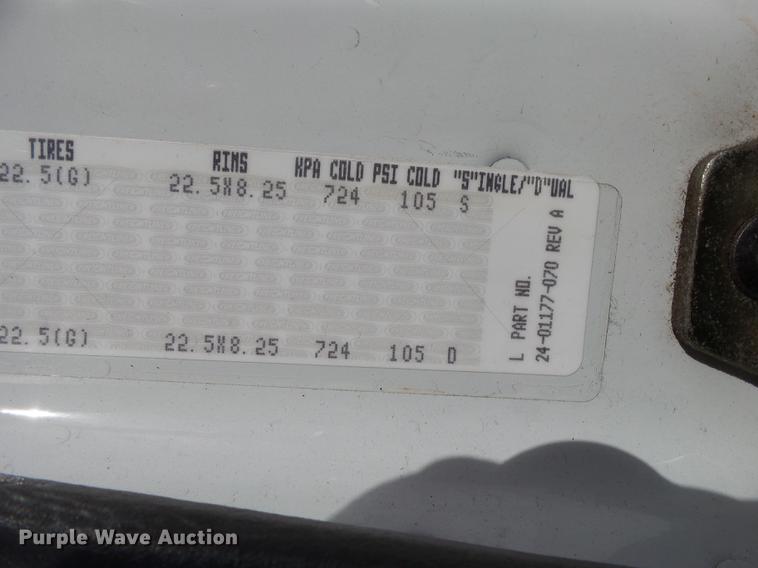 TIRES RIMS KPA COLD PSI COLD "S"INGLE/"D"UAL
22.5(G) 22.5X8.25 724 105 S
22.5(G) 22.5X8.25 724 105 D
L PART NO.
24-01177-070 REV A
Purple Wave Auction